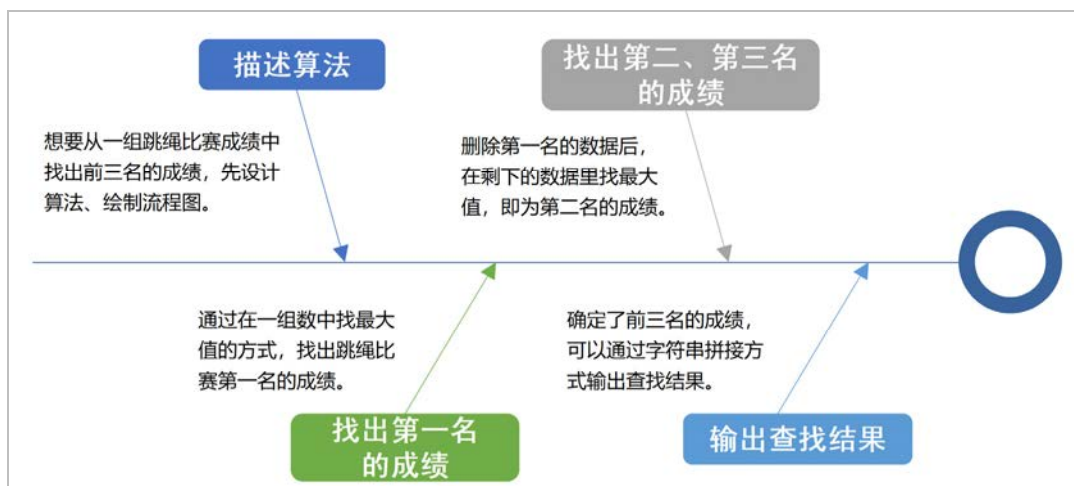 描述算法
想要从一组跳绳比赛成绩中
找出前三名的成绩，先设计
算法、绘制流程图。
找出第二、第三名
的成绩
删除第一名的数据后，
在剩下的数据里找最大
值，即为第二名的成绩。
通过在一组数中找最大
值的方式，找出跳绳比
赛第一名的成绩。
找出第一名
的成绩
确定了前三名的成绩，
可以通过字符串拼接方
式输出查找结果。
输出查找结果